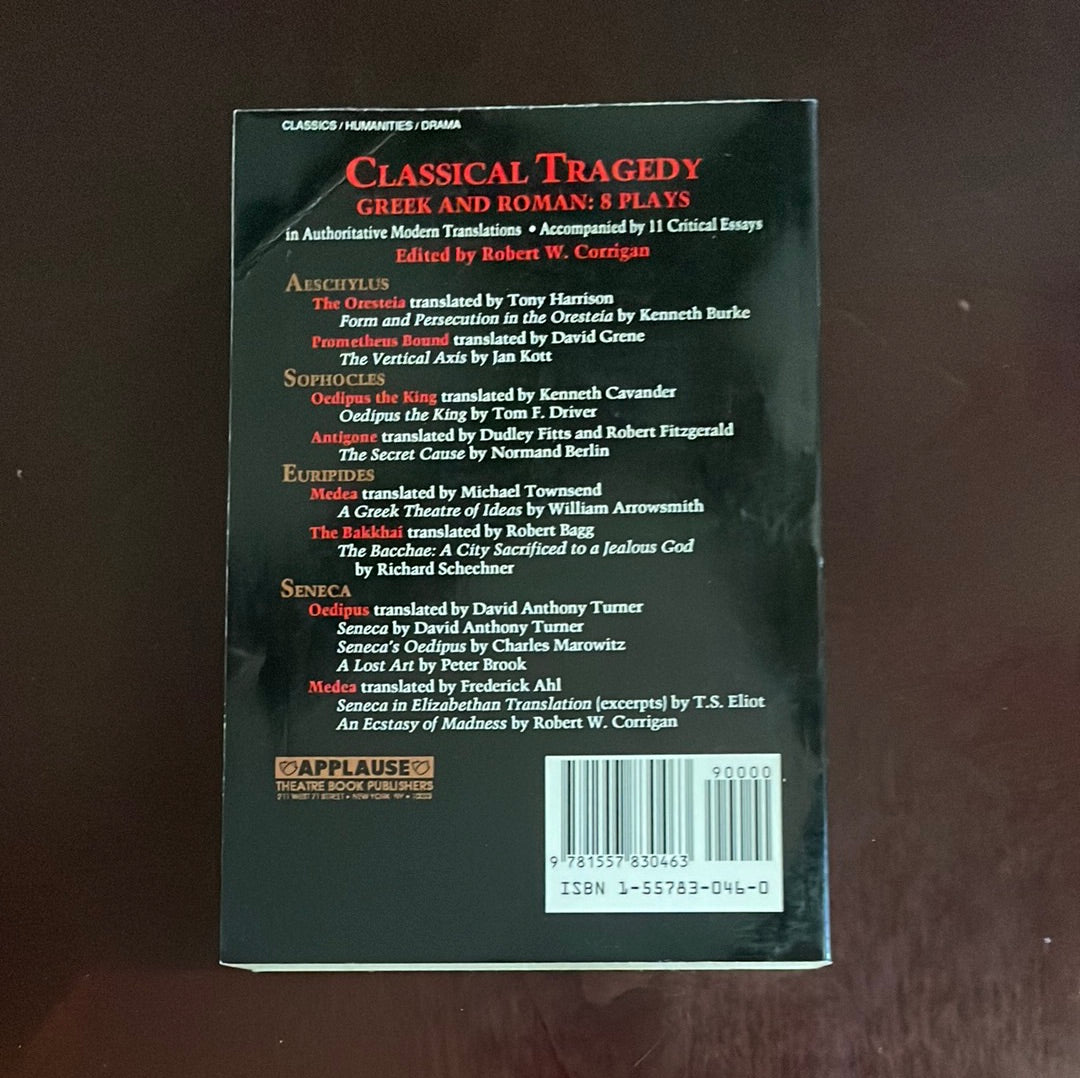 CLASSICS / HUMANITIES / DRAMA
CLASSICAL TRAGEDY
GREEK AND ROMAN: 8 PLAYS
in Authoritative Modern Translations • Accompanied by 11 Critical Essays
Edited by Robert W. Corrigan
AESCHYLUS
The Oresteia translated by Tony Harrison
Form and Persecution in the Oresteia by Kenneth Burke
Prometheus Bound translated by David Grene
The Vertical Axis by Jan Kott
SOPHOCLES
Oedipus the King translated by Kenneth Cavander
Oedipus the King by Tom F. Driver
Antigone translated by Dudley Fitts and Robert Fitzgerald
The Secret Cause by Normand Berlin
EURIPIDES
Medea translated by Michael Townsend
A Greek Theatre of Ideas by William Arrowsmith
The Bakkhai translated by Robert Bagg
The Bacchae: A City Sacrificed to a Jealous God
by Richard Schechner
SENECA
Oedipus translated by David Anthony Turner
Seneca by David Anthony Turner
Seneca's Oedipus by Charles Marowitz
A Lost Art by Peter Brook
Medea translated by Frederick Ahl
Seneca in Elizabethan Translation (excerpts) by T.S. Eliot
An Ecstasy of Madness by Robert W. Corrigan
APPLAUSE
THEATRE BOOK PUBLISHERS
211 WEST 71 STREET • NEW YORK NY • 10023
90000
9 781557 830463
ISBN 1-55783-046-0